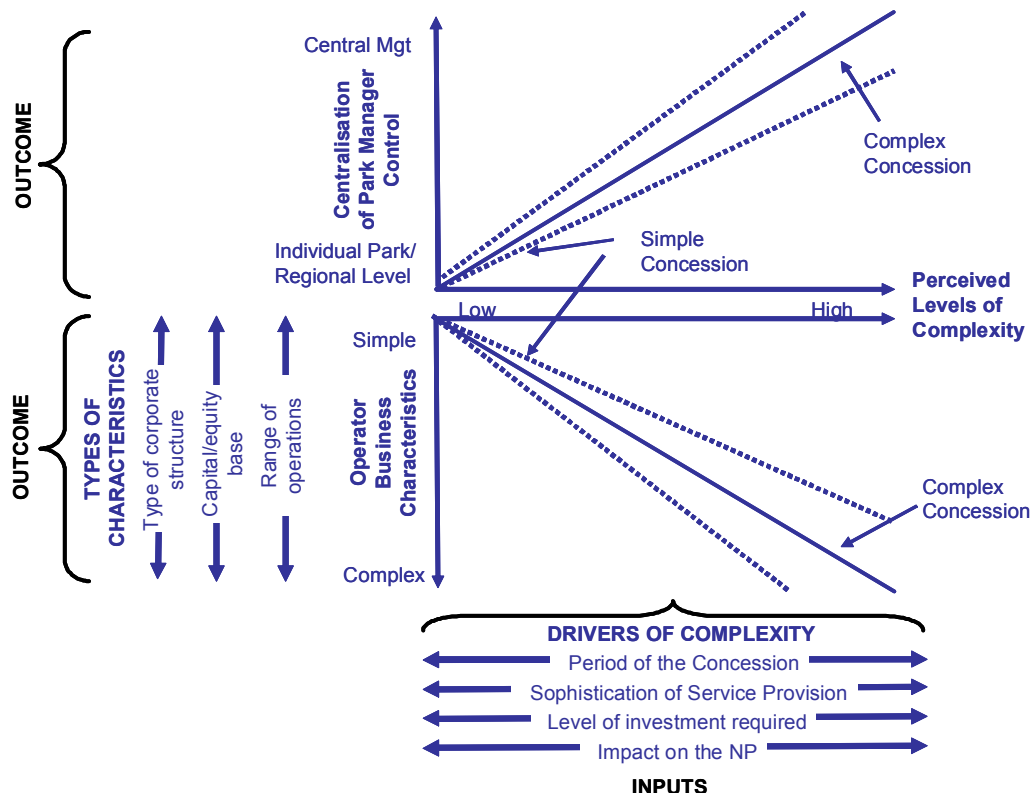 OUTCOME
Central Mgt
Centralisation
of Park Manager
Control
Individual Park/
Regional Level
Complex
Concession
Simple
Concession
Perceived
Levels of
Complexity
Low
High
OUTCOME
TYPES OF
CHARACTERISTICS
Type of corporate
structure
Capital/equity
base
Range of
operations
Simple
Operator
Business
Characteristics
Complex
Complex
Concession
DRIVERS OF COMPLEXITY
Period of the Concession
Sophistication of Service Provision
Level of investment required
Impact on the NP
INPUTS